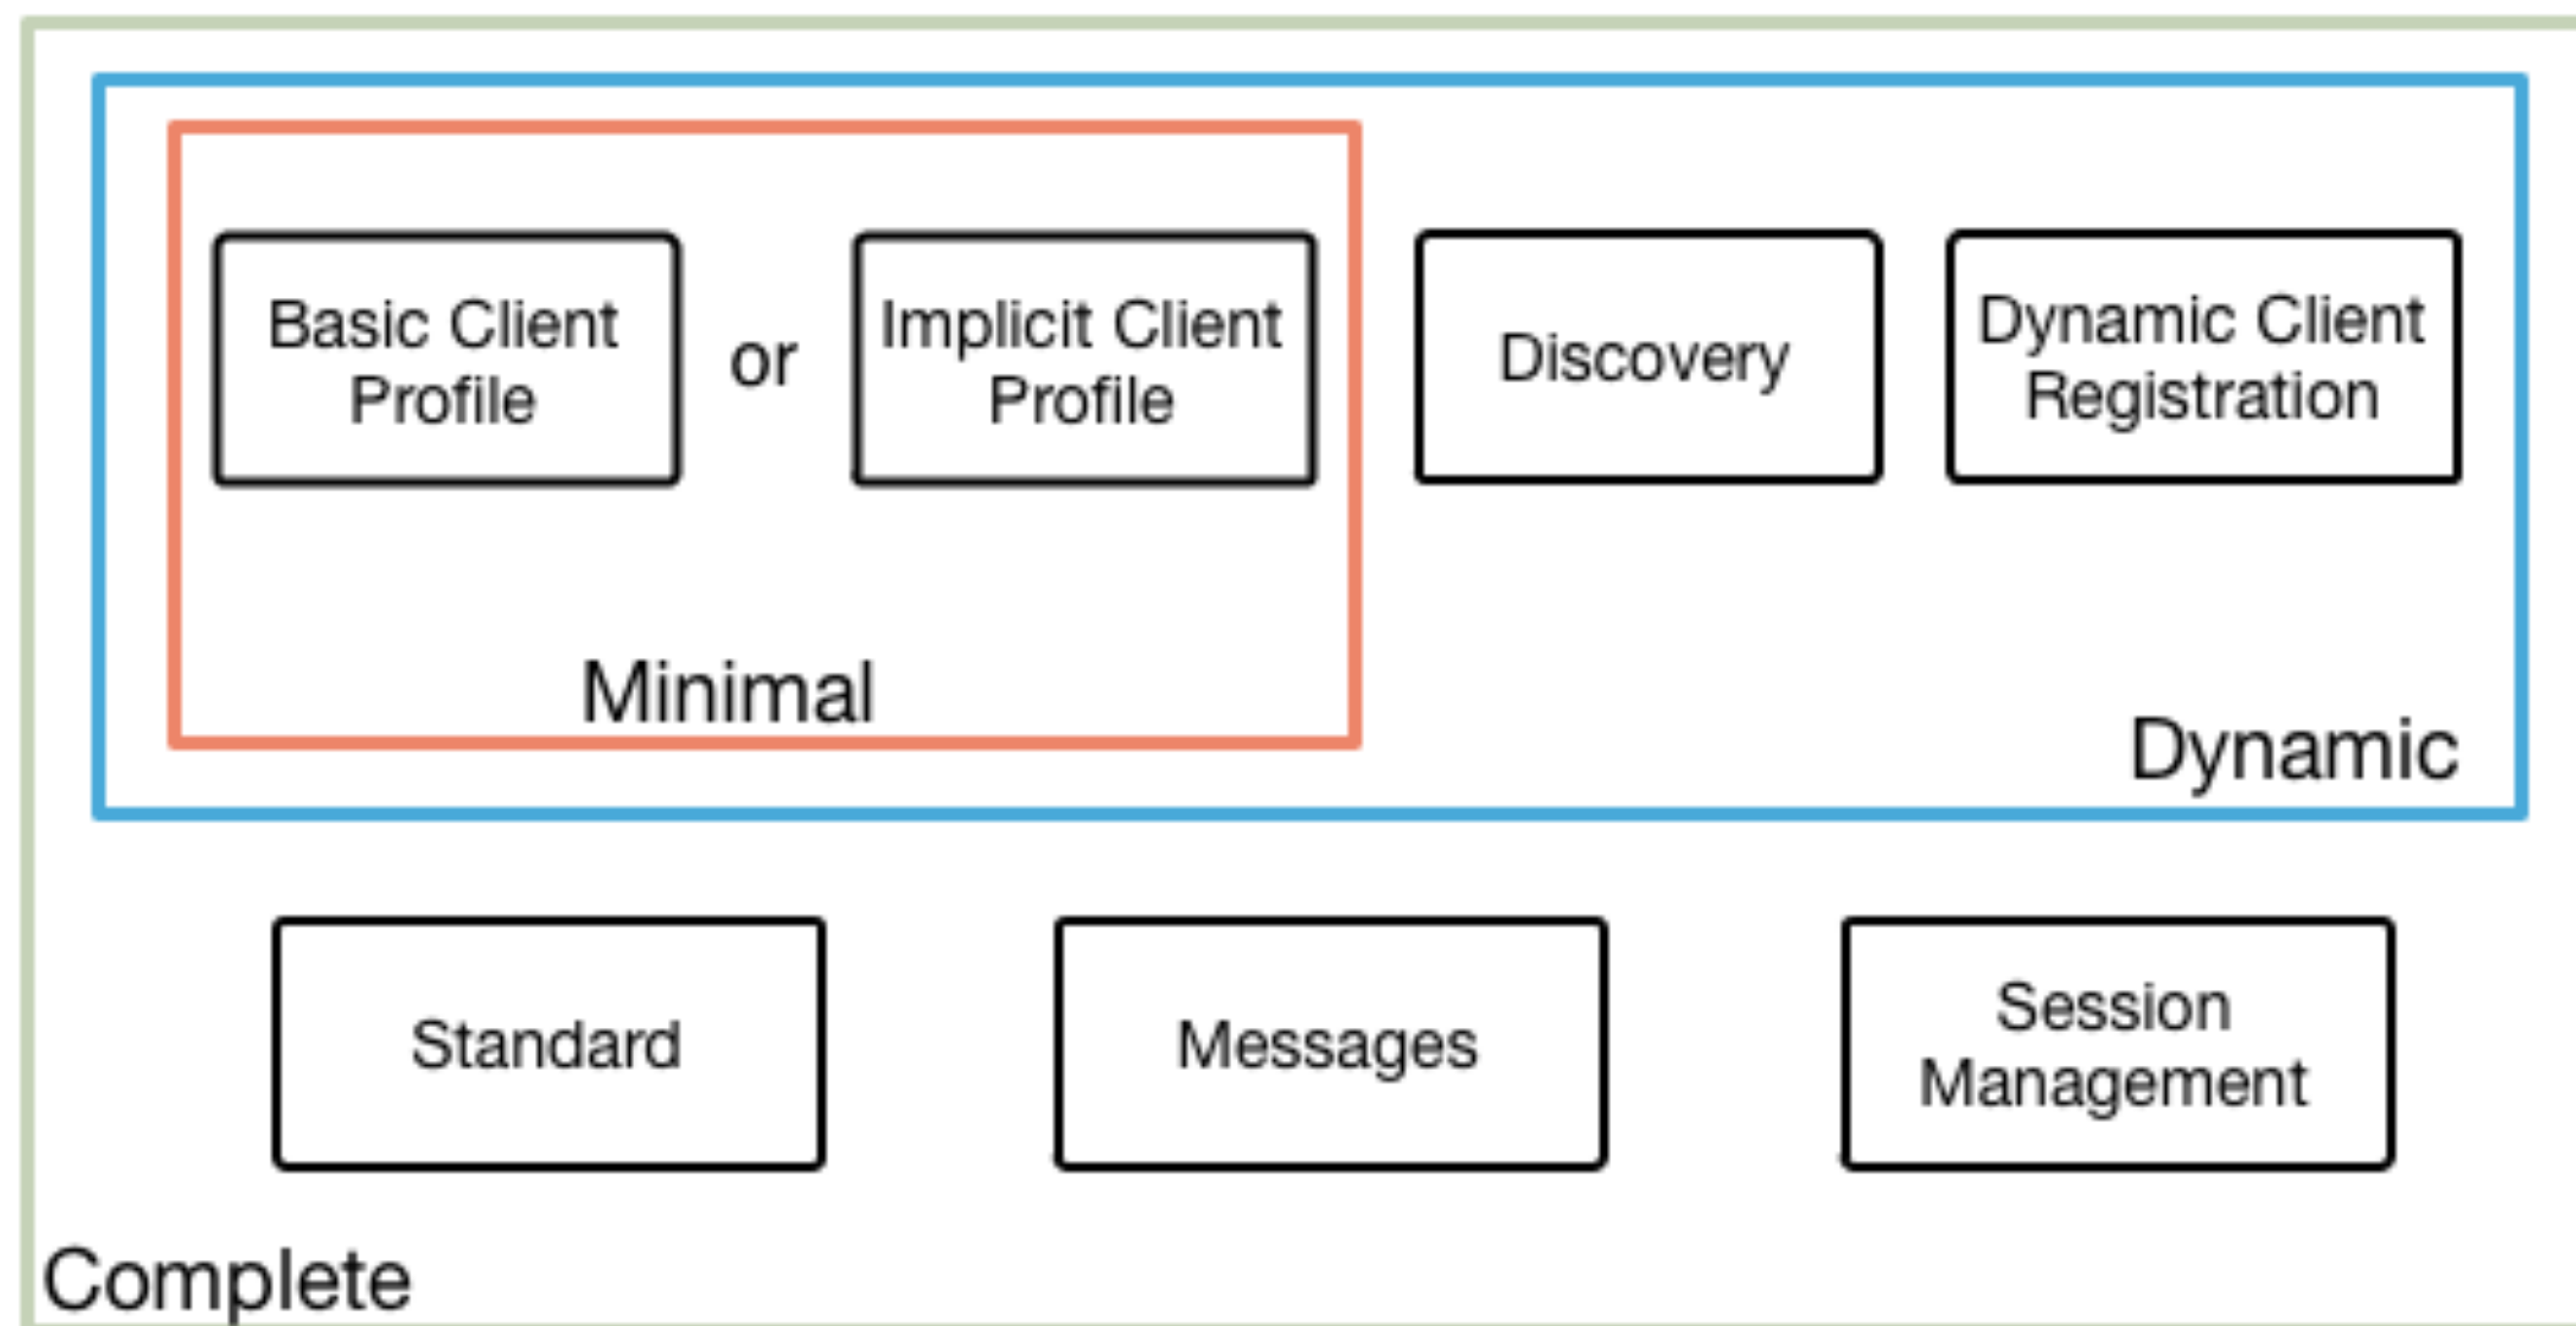 Basic Client
Profile
or
Implicit Client
Profile
Discovery
Dynamic Client
Registration
Minimal
Dynamic
Standard
Messages
Session
Management
Complete